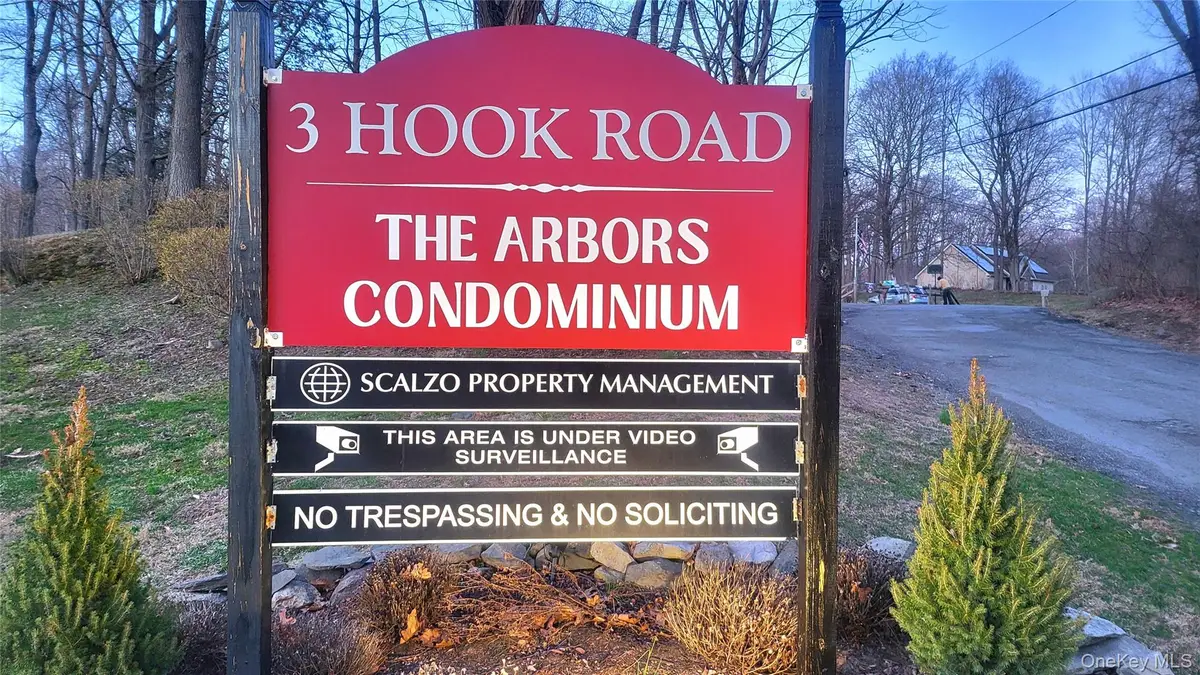 3 HOOK ROAD
THE ARBORS
CONDOMINIUM
SCALZO PROPERTY MANAGEMENT
THIS AREA IS UNDER VIDEO
SURVEILLANCE
NO TRESPASSING & NO SOLICITING
OneKey MLS